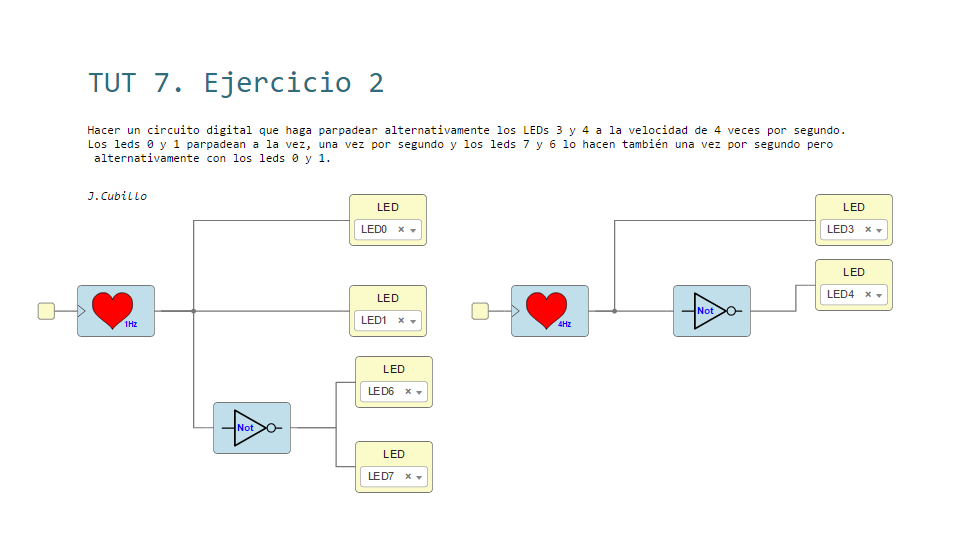 TUT 7. Ejercicio 2
Hacer un circuito digital que haga parpadear alternativamente los LEDs 3 y 4 a la velocidad de 4 veces por segundo.
Los leds 0 y 1 parpadean a la vez, una vez por segundo y los leds 7 y 6 lo hacen también una vez por segundo pero
alternativamente con los leds 0 y 1.
J.Cubillo
LED
LED0 ×
LED
LED3 ×
LED
LED4 ×
1Hz
LED
LED1 ×
4Hz
Not
LED
LED6 ×
Not
LED
LED7 ×